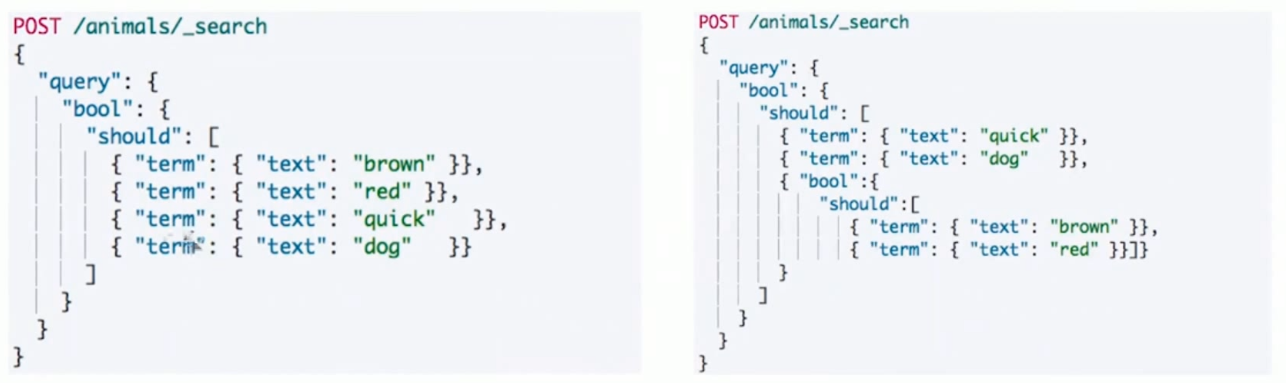 POST /animals/_search
{
"query": {
"bool": {
"should": [
{ "term": { "text": "brown" }},
{ "term": { "text": "red" }},
{ "term": { "text": "quick" }},
{ "term": { "text": "dog" }}
]
}
}
}
POST /animals/_search
{
"query": {
"bool": {
"should": [
{ "term": { "text": "quick" }},
{ "term": { "text": "dog" }},
{ "bool":{
"should":[
{ "term": { "text": "brown" }},
{ "term": { "text": "red" }}]}
}
]
}
}
}